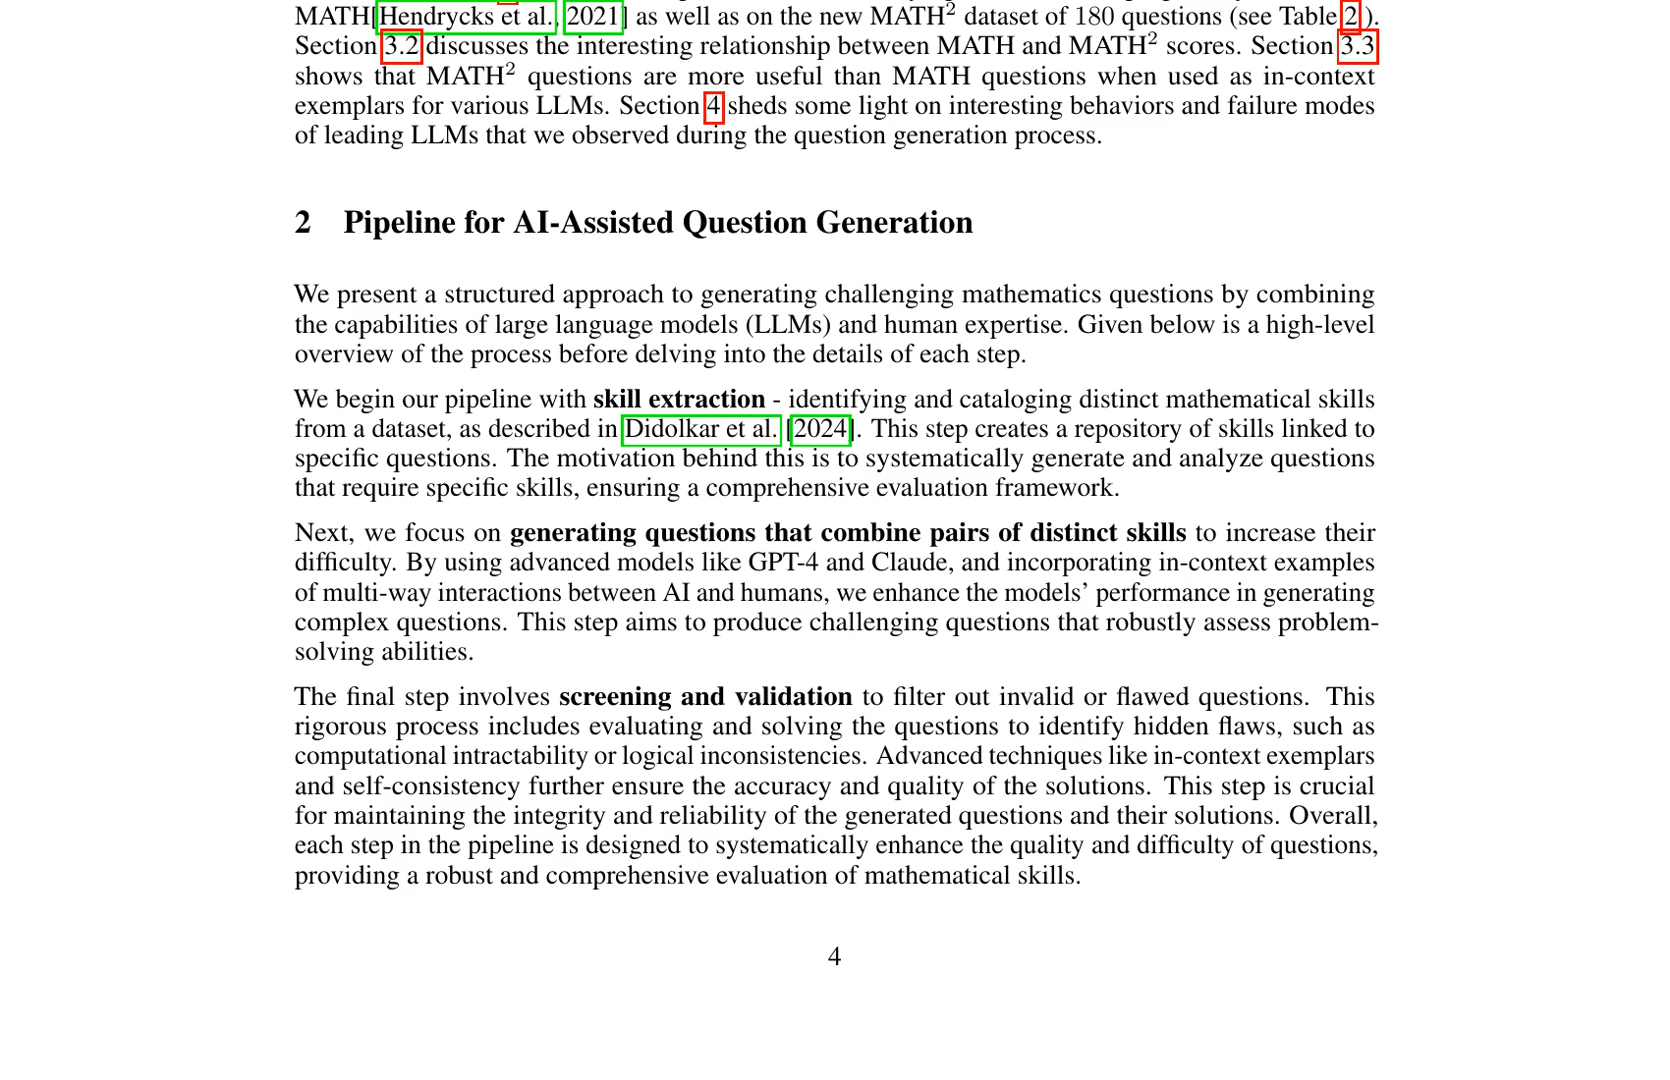 MATH[Hendrycks et al., 2021] as well as on the new MATH² dataset of 180 questions (see Table 2).
Section 3.2 discusses the interesting relationship between MATH and MATH² scores. Section 3.3
shows that MATH² questions are more useful than MATH questions when used as in-context
exemplars for various LLMs. Section 4 sheds some light on interesting behaviors and failure modes
of leading LLMs that we observed during the question generation process.
2 Pipeline for AI-Assisted Question Generation
We present a structured approach to generating challenging mathematics questions by combining
the capabilities of large language models (LLMs) and human expertise. Given below is a high-level
overview of the process before delving into the details of each step.
We begin our pipeline with skill extraction - identifying and cataloging distinct mathematical skills
from a dataset, as described in Didolkar et al. [2024]. This step creates a repository of skills linked to
specific questions. The motivation behind this is to systematically generate and analyze questions
that require specific skills, ensuring a comprehensive evaluation framework.
Next, we focus on generating questions that combine pairs of distinct skills to increase their
difficulty. By using advanced models like GPT-4 and Claude, and incorporating in-context examples
of multi-way interactions between AI and humans, we enhance the models' performance in generating
complex questions. This step aims to produce challenging questions that robustly assess problem-
solving abilities.
The final step involves screening and validation to filter out invalid or flawed questions. This
rigorous process includes evaluating and solving the questions to identify hidden flaws, such as
computational intractability or logical inconsistencies. Advanced techniques like in-context exemplars
and self-consistency further ensure the accuracy and quality of the solutions. This step is crucial
for maintaining the integrity and reliability of the generated questions and their solutions. Overall,
each step in the pipeline is designed to systematically enhance the quality and difficulty of questions,
providing a robust and comprehensive evaluation of mathematical skills.
4